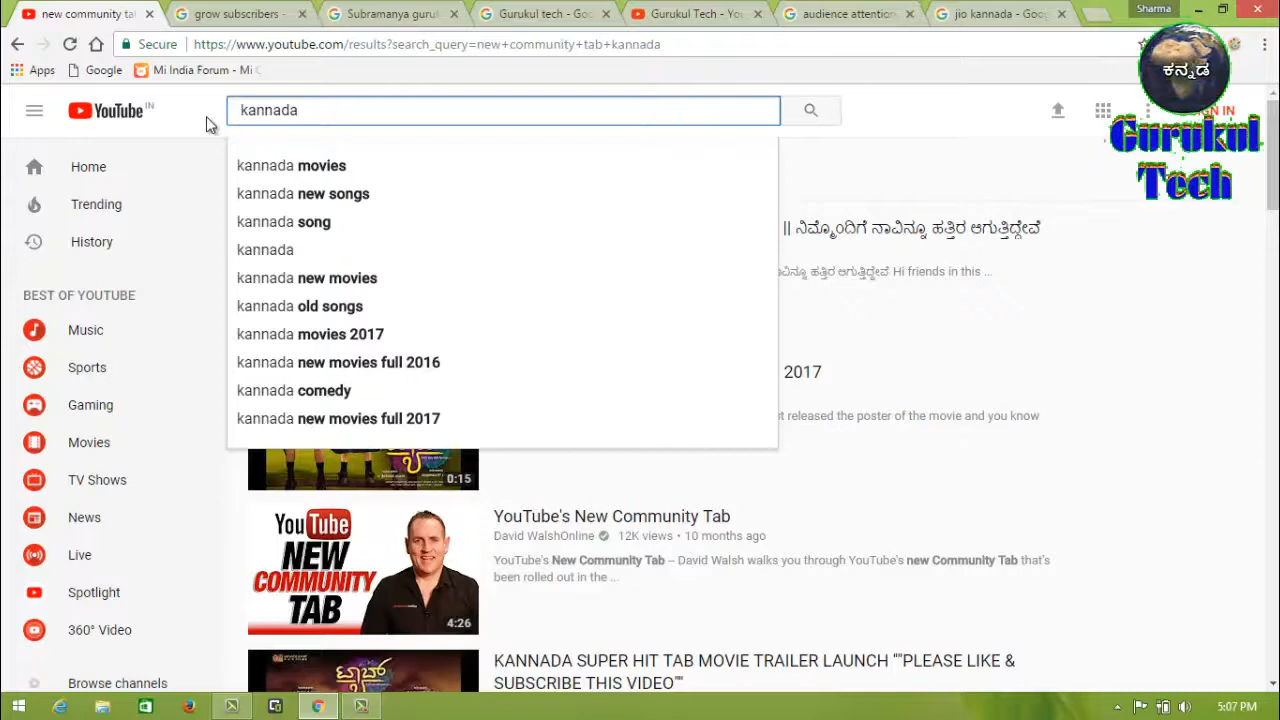 new community tab
grow subscribers -
Subramanya guru
Gurukul tech - Goo
Gurukul Tech - You
audience attention
jio kannada - Goog
Sharma
Secure
https://www.youtube.com/results?search_query=new+community+tab+kannada
Apps
Google
Mi India Forum - Mi C
YouTube IN
kannada
SIGN IN
ಕನ್ನಡ
Gurukul
Tech
Home
Trending
History
BEST OF YOUTUBE
Music
Sports
Gaming
Movies
TV Shows
News
Live
Spotlight
360° Video
Browse channels
kannada movies
kannada new songs
kannada song
kannada
kannada new movies
kannada old songs
kannada movies 2017
kannada new movies full 2016
kannada comedy
kannada new movies full 2017
|| ನಿಮ್ಮೊಂದಿಗೆ ನಾವಿನ್ನೂ ಹತ್ತಿರ ಆಗುತ್ತಿದ್ದೇವೆ
ನಾವಿನ್ನೂ ಹತ್ತಿರ ಆಗುತ್ತಿದ್ದೇವೆ Hi friends in this ...
2017
t released the poster of the movie and you know
0:15
YouTube NEW COMMUNITY TAB
4:26
YouTube's New Community Tab
David WalshOnline 12K views • 10 months ago
YouTube's New Community Tab -- David Walsh walks you through YouTube's new Community Tab that's
been rolled out in the ...
ಟ್ಯಾಬ್
KANNADA SUPER HIT TAB MOVIE TRAILER LAUNCH ""PLEASE LIKE &
SUBSCRIBE THIS VIDEO""
5:07 PM